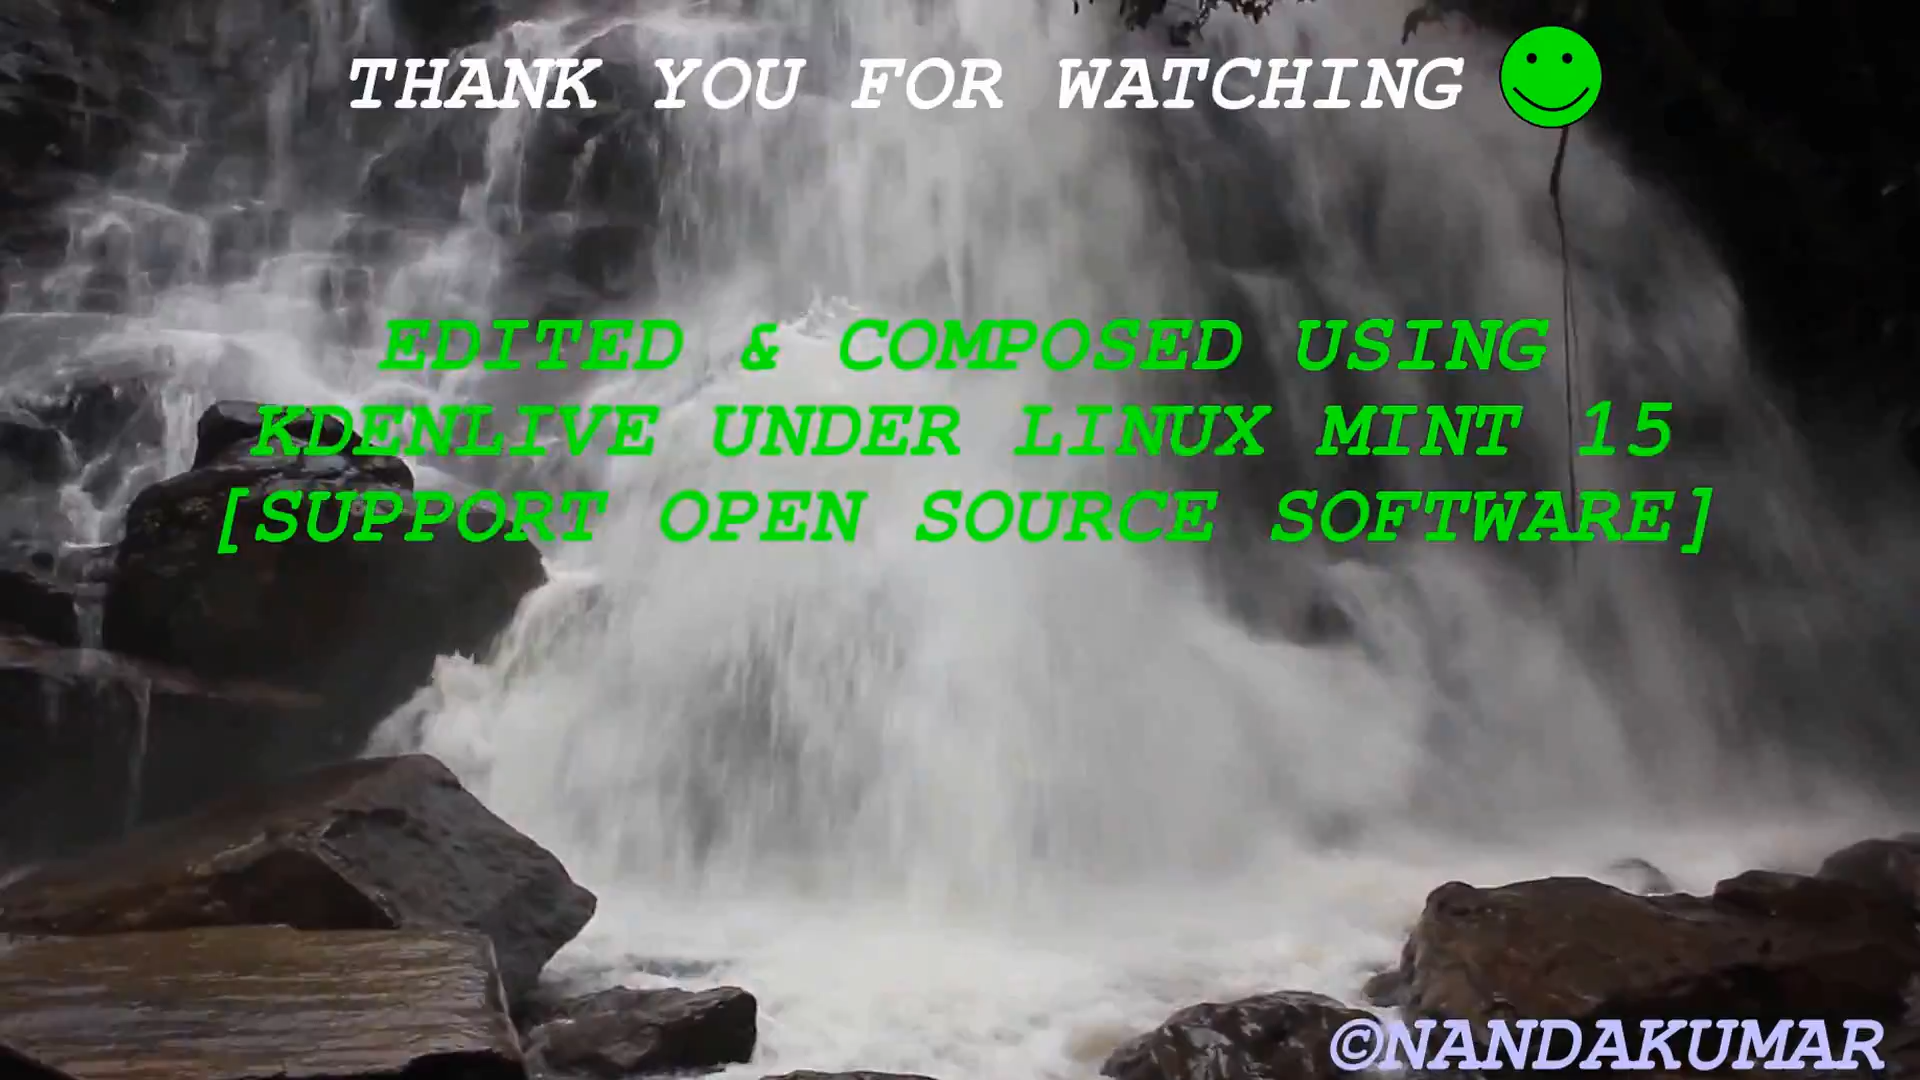 THANK YOU FOR WATCHING
EDITED & COMPOSED USING
KDENLIVE UNDER LINUX MINT 15
[SUPPORT OPEN SOURCE SOFTWARE]
©NANDAKUMAR